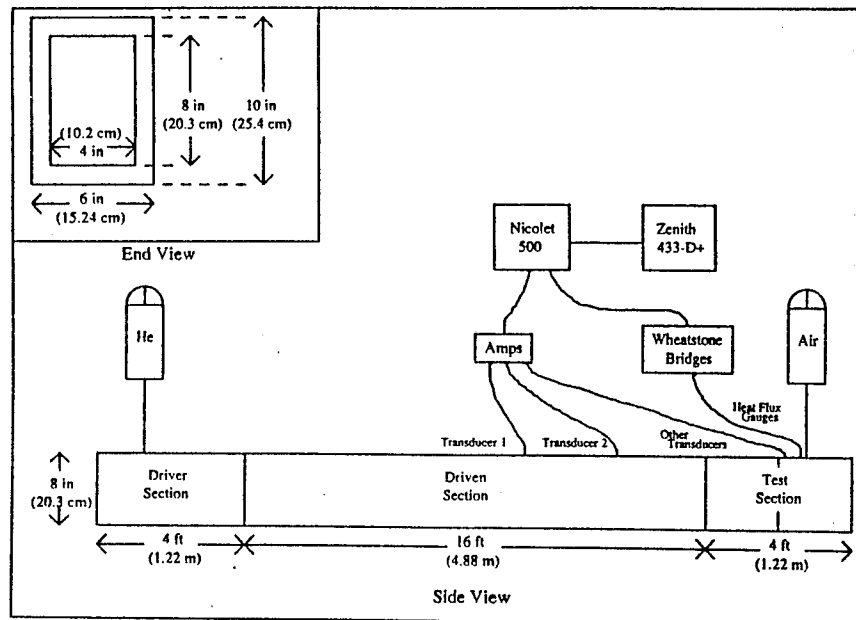 8 in
(20.3 cm)
10 in
(25.4 cm)
(10.2 cm)
4 in
6 in
(15.24 cm)
End View
Nicolet
500
Zenith
433-D+
He
Amps
Wheatstone
Bridges
Air
Heat Flux
Gauges
Transducer 1
Transducer 2
Other
Transducers
8 in
(20.3 cm)
Driver
Section
Driven
Section
Test
Section
4 ft
(1.22 m)
16 ft
(4.88 m)
4 ft
(1.22 m)
Side View